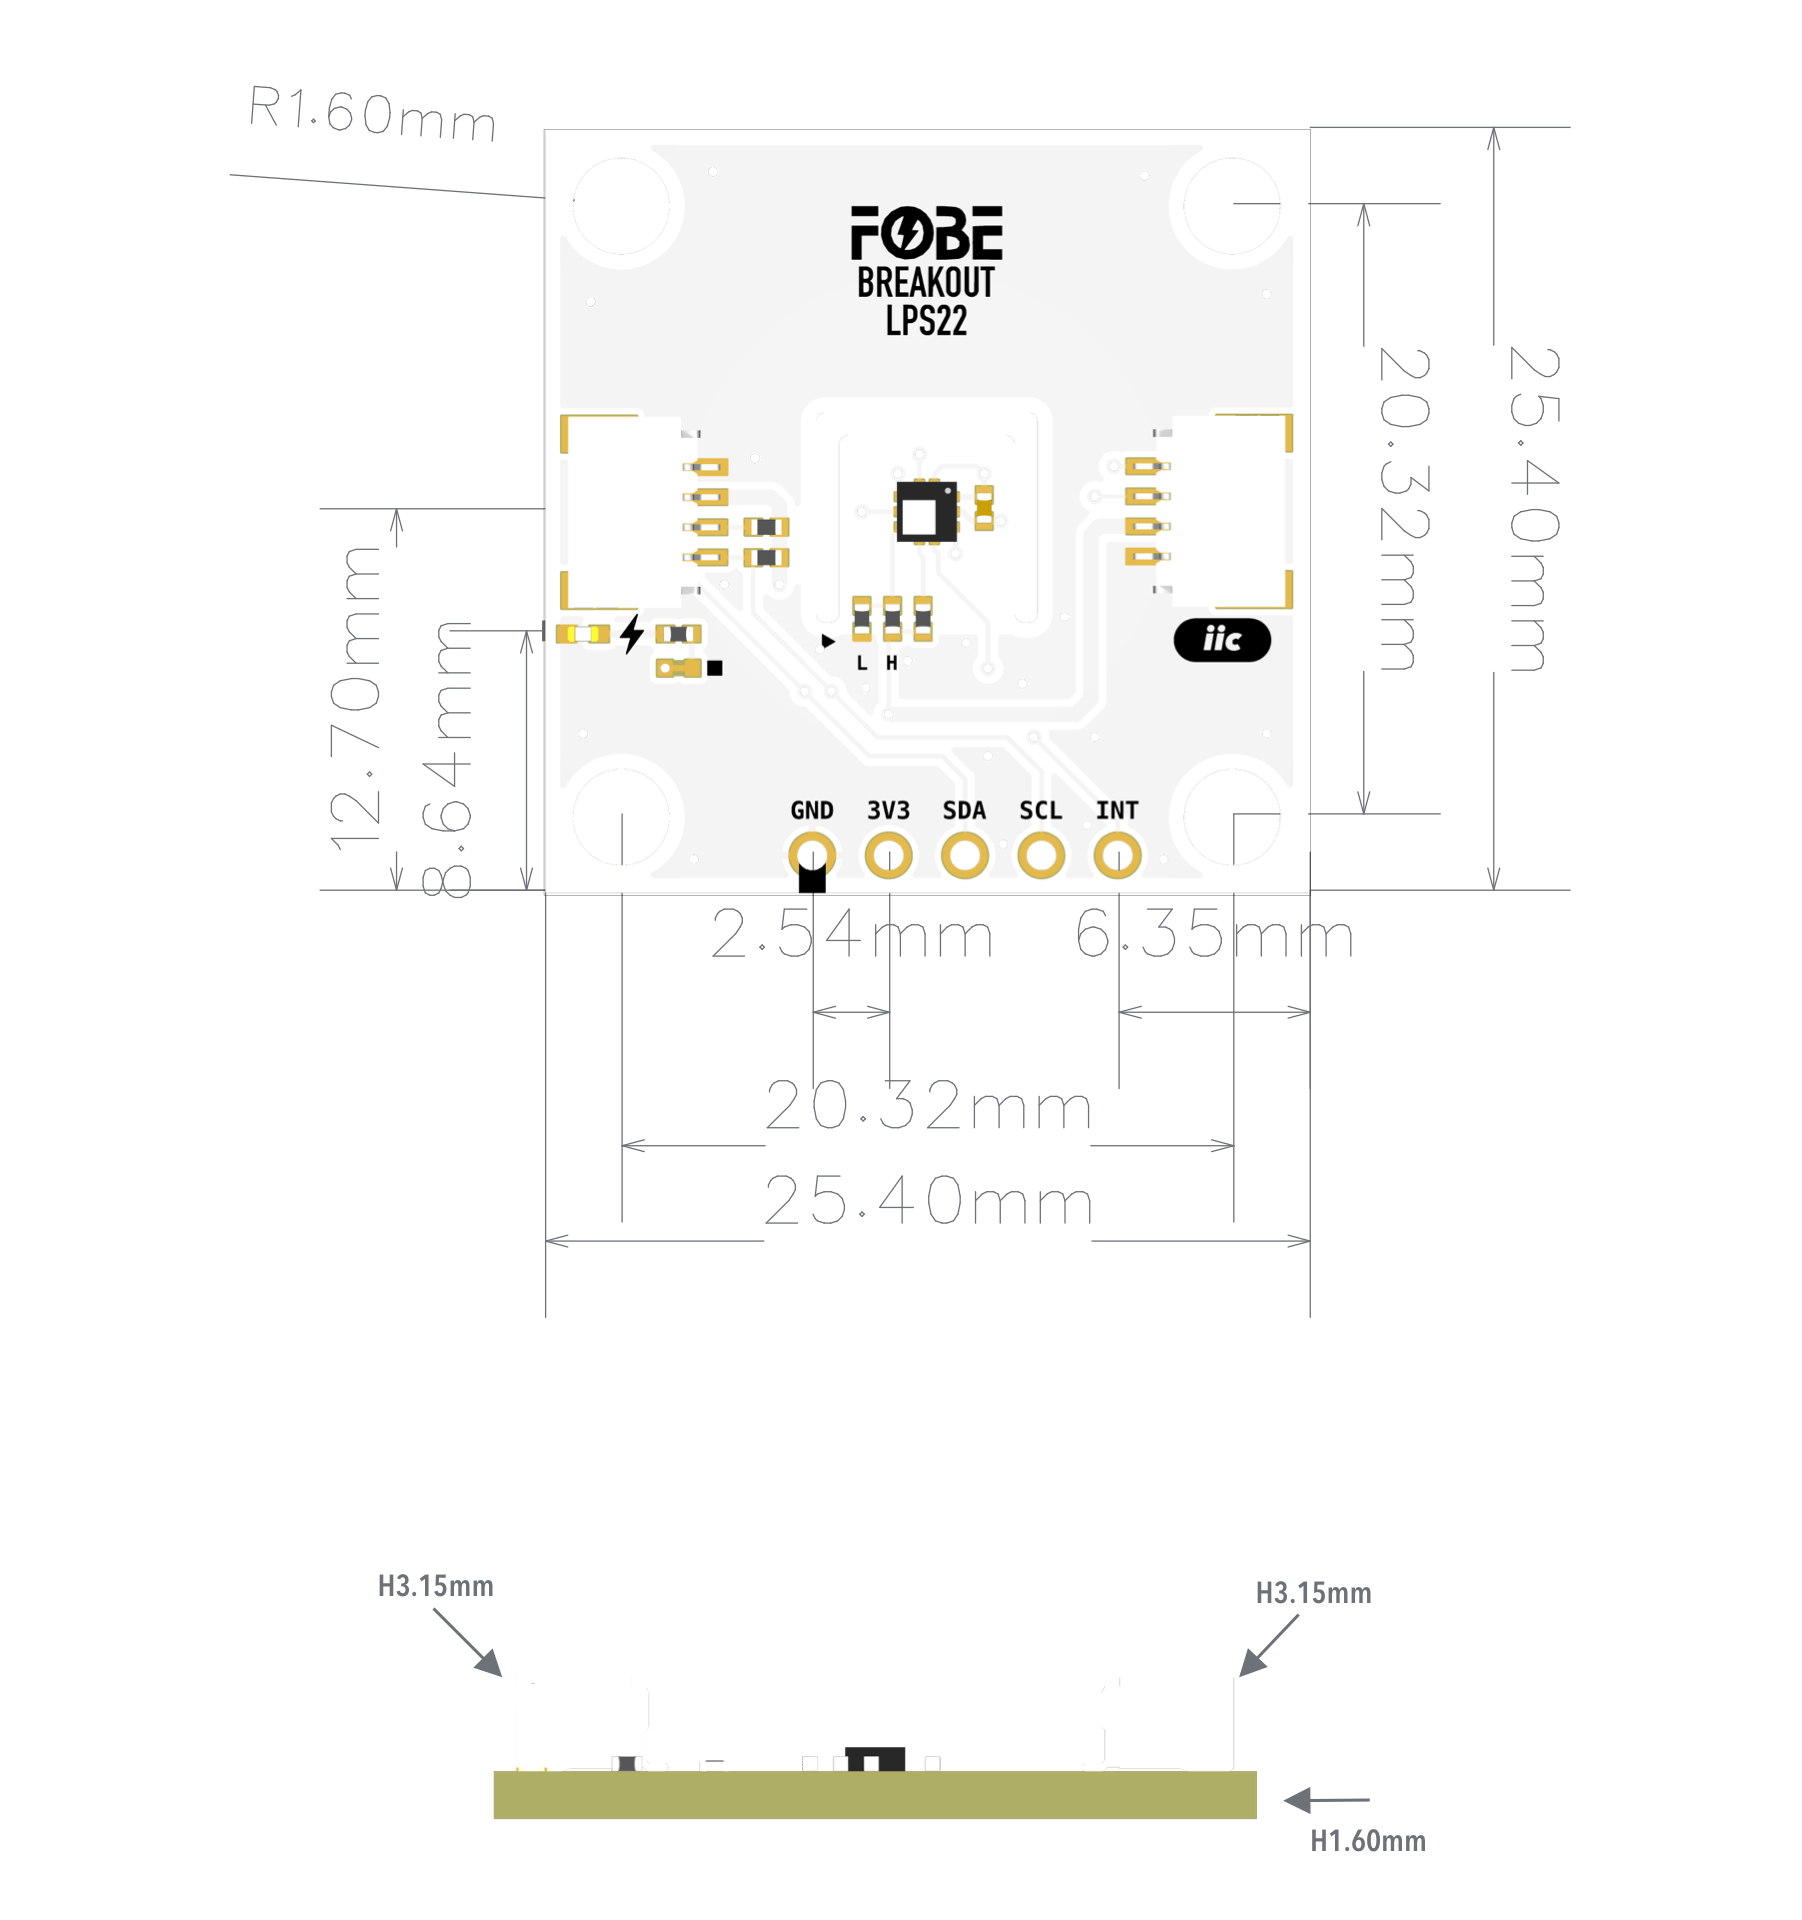 R1.60mm
FOBE
BREAKOUT
LPS22
20.32mm
25.40mm
12.70mm
8.64mm
L H
iic
GND 3V3 SDA SCL INT
2.54mm 6.35mm
20.32mm
25.40mm
H3.15mm H3.15mm
H1.60mm